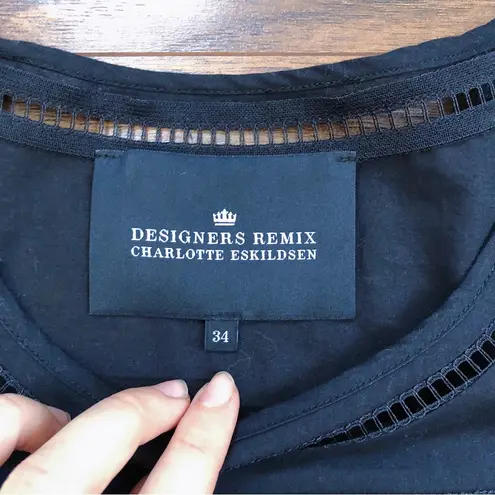 DESIGNERS REMIX
CHARLOTTE ESKILDSEN
34